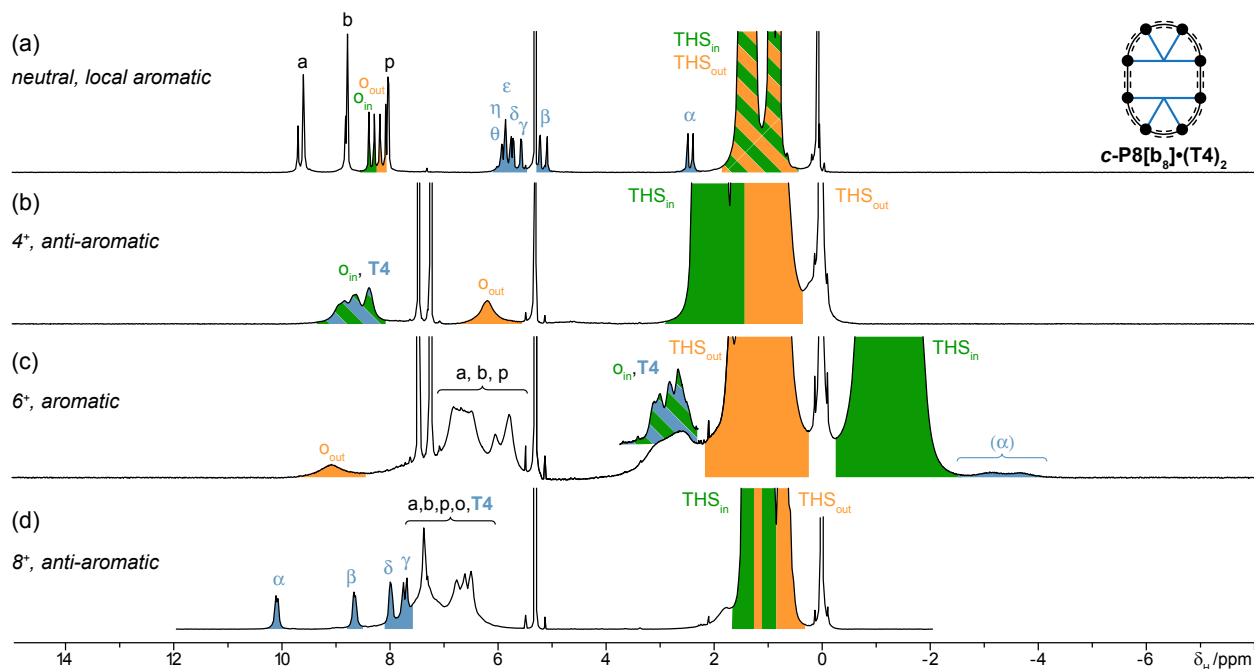 (a)
neutral, local aromatic
a
b
o_in
o_out
p
η
θ
ε
δ
γ
β
α
THS_in
THS_out
c-P8[b_8]•(T4)_2
(b)
4⁺, anti-aromatic
o_in, T4
o_out
THS_in
THS_out
(c)
6⁺, aromatic
o_out
a, b, p
o_in,T4
THS_out
THS_in
(α)
(d)
8⁺, anti-aromatic
α
β
δ
γ
a,b,p,o,T4
THS_in
THS_out
14 12 10 8 6 4 2 0 -2 -4 -6 δ_H/ppm